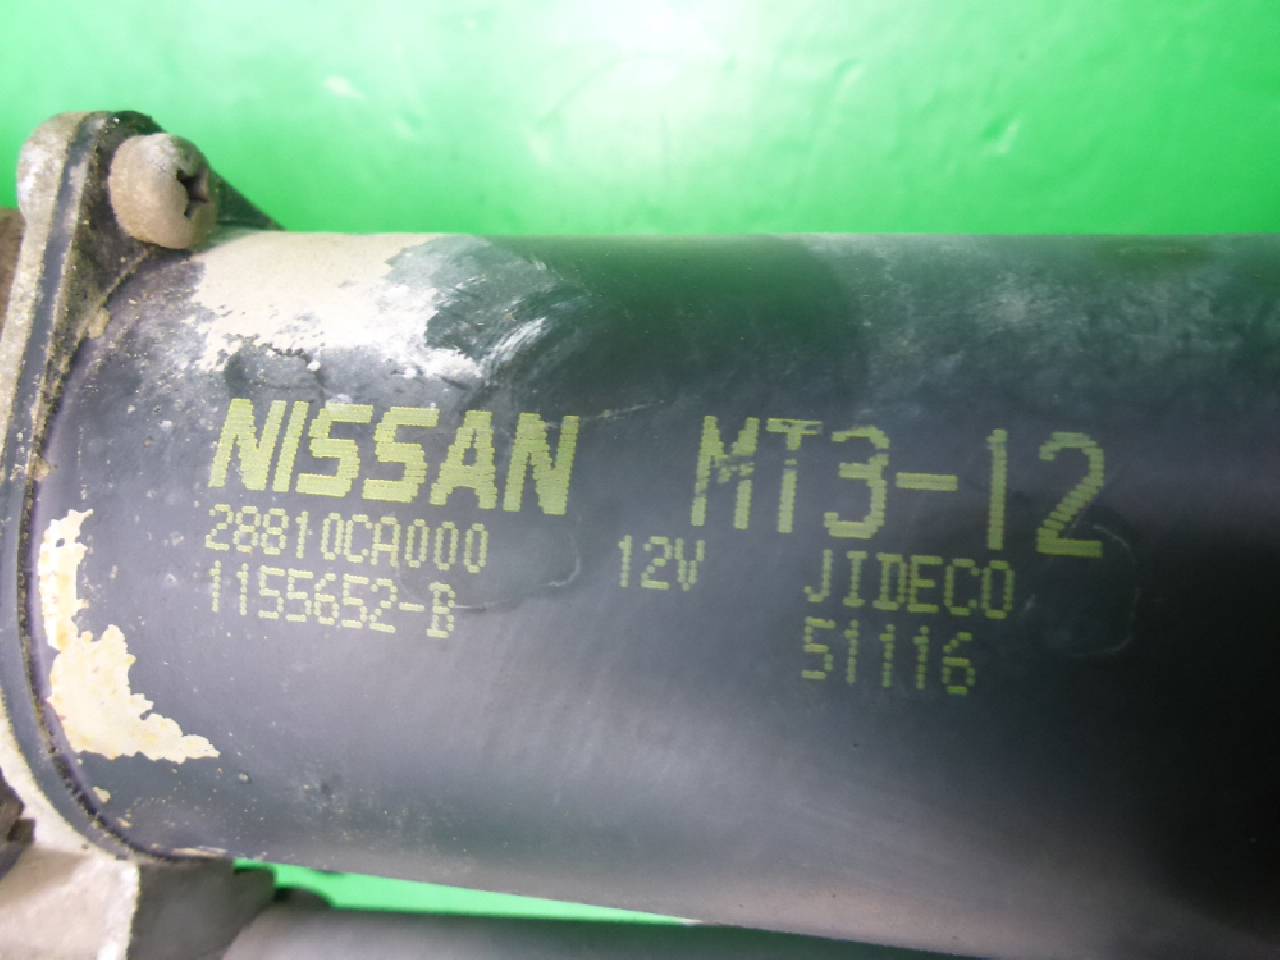 NISSAN MT3-12
28810CA000 12V JIDECO
1155652-B 51116